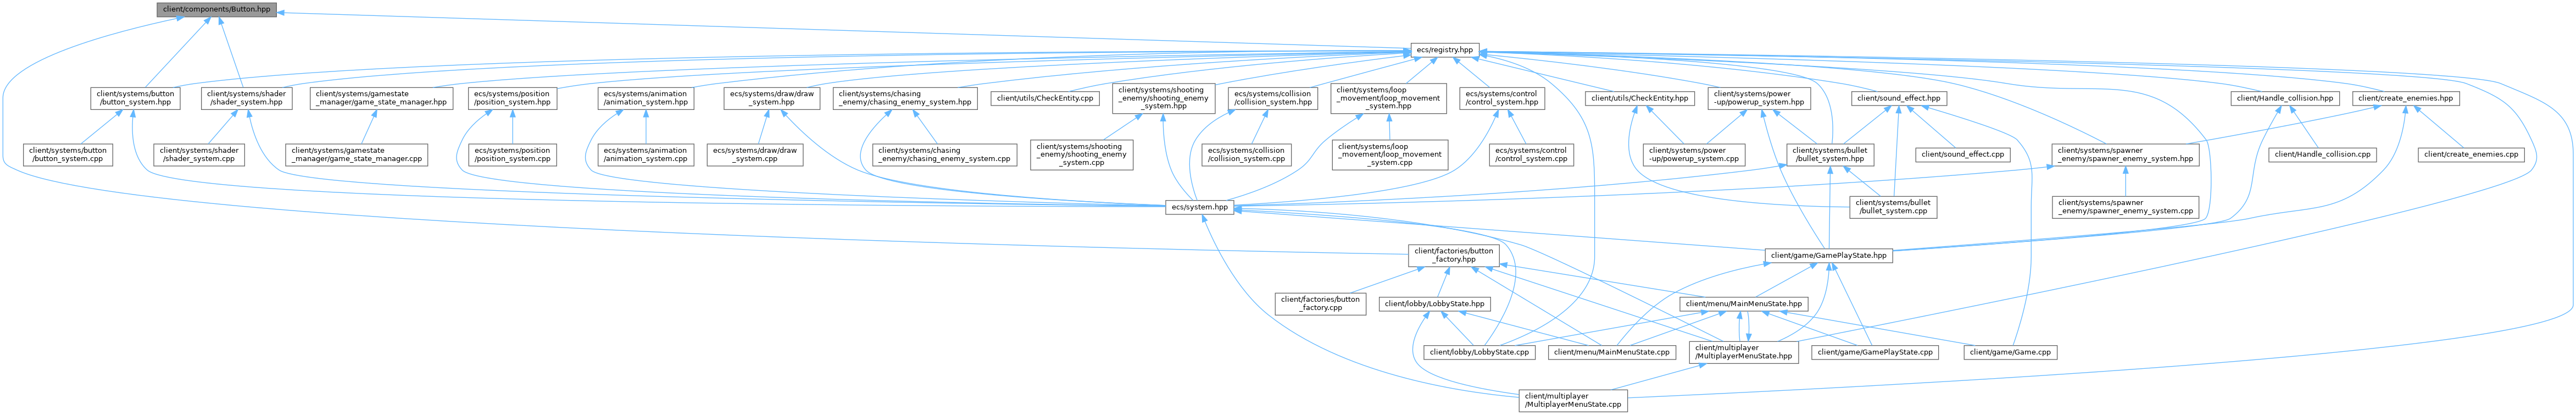 client/components/Button.hpp
ecs/registry.hpp
client/systems/button
/button_system.hpp
client/systems/shader
/shader_system.hpp
client/systems/gamestate
_manager/game_state_manager.hpp
ecs/systems/position
/position_system.hpp
ecs/systems/animation
/animation_system.hpp
ecs/systems/draw/draw
_system.hpp
client/systems/chasing
_enemy/chasing_enemy_system.hpp
client/utils/CheckEntity.cpp
client/systems/shooting
_enemy/shooting_enemy
_system.hpp
ecs/systems/collision
/collision_system.hpp
client/systems/loop
_movement/loop_movement
_system.hpp
ecs/systems/control
/control_system.hpp
client/utils/CheckEntity.hpp
client/systems/power
-up/powerup_system.hpp
client/sound_effect.hpp
client/Handle_collision.hpp
client/create_enemies.hpp
client/systems/button
/button_system.cpp
client/systems/shader
/shader_system.cpp
client/systems/gamestate
_manager/game_state_manager.cpp
ecs/systems/position
/position_system.cpp
ecs/systems/animation
/animation_system.cpp
ecs/systems/draw/draw
_system.cpp
client/systems/chasing
_enemy/chasing_enemy_system.cpp
client/systems/shooting
_enemy/shooting_enemy
_system.cpp
ecs/systems/collision
/collision_system.cpp
client/systems/loop
_movement/loop_movement
_system.cpp
ecs/systems/control
/control_system.cpp
client/systems/power
-up/powerup_system.cpp
client/systems/bullet
/bullet_system.hpp
client/sound_effect.cpp
client/systems/spawner
_enemy/spawner_enemy_system.hpp
client/Handle_collision.cpp
client/create_enemies.cpp
ecs/system.hpp
client/systems/bullet
/bullet_system.cpp
client/systems/spawner
_enemy/spawner_enemy_system.cpp
client/factories/button
_factory.hpp
client/game/GamePlayState.hpp
client/factories/button
_factory.cpp
client/lobby/LobbyState.hpp
client/menu/MainMenuState.hpp
client/lobby/LobbyState.cpp
client/menu/MainMenuState.cpp
client/multiplayer
/MultiplayerMenuState.hpp
client/game/GamePlayState.cpp
client/game/Game.cpp
client/multiplayer
/MultiplayerMenuState.cpp